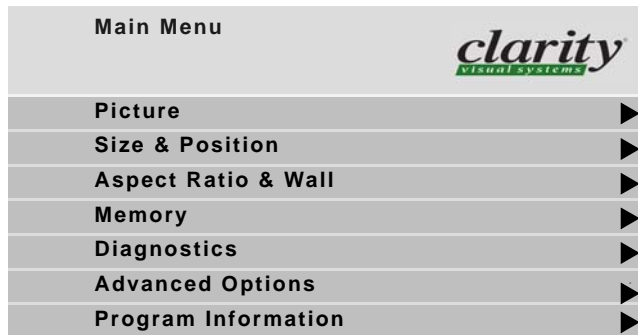 Main Menu
clarity
visual systems
Picture
Size & Position
Aspect Ratio & Wall
Memory
Diagnostics
Advanced Options
Program Information